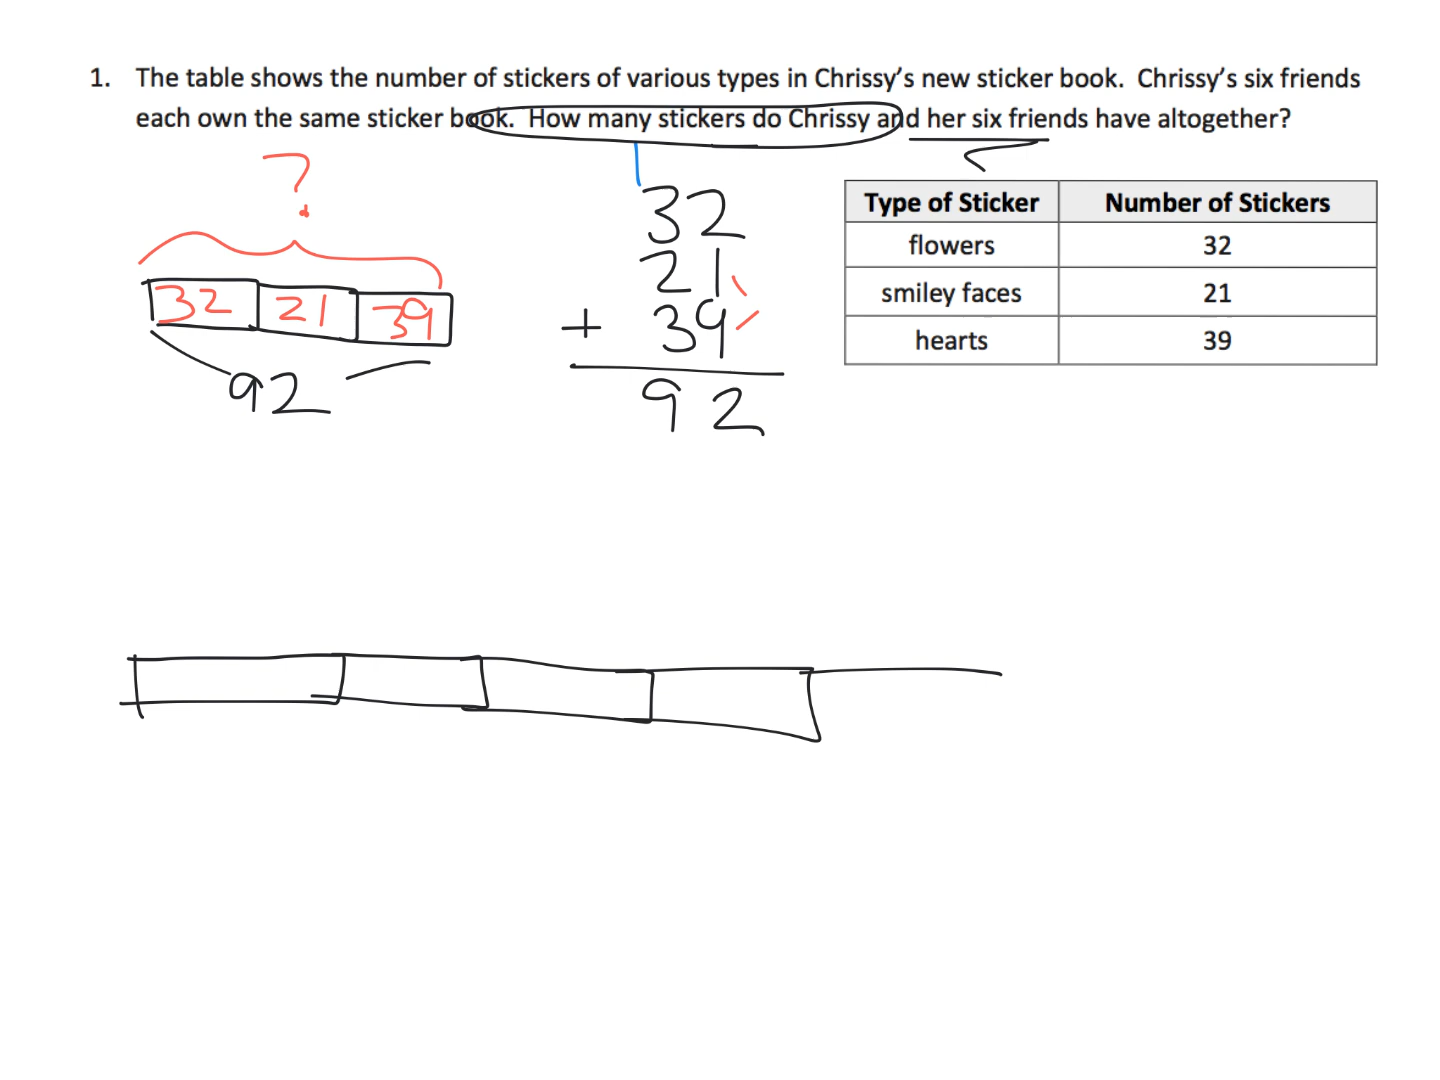 1. The table shows the number of stickers of various types in Chrissy’s new sticker book. Chrissy’s six friends
each own the same sticker book. How many stickers do Chrissy and her six friends have altogether?
?
32 21 39
92
32
21
+ 39
92
Type of Sticker Number of Stickers
flowers 32
smiley faces 21
hearts 39